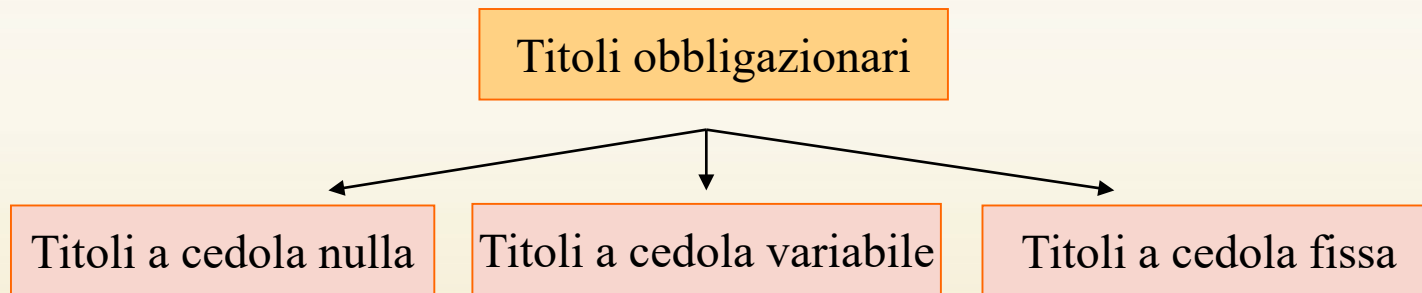 Titoli obbligazionari
Titoli a cedola nulla
Titoli a cedola variabile
Titoli a cedola fissa